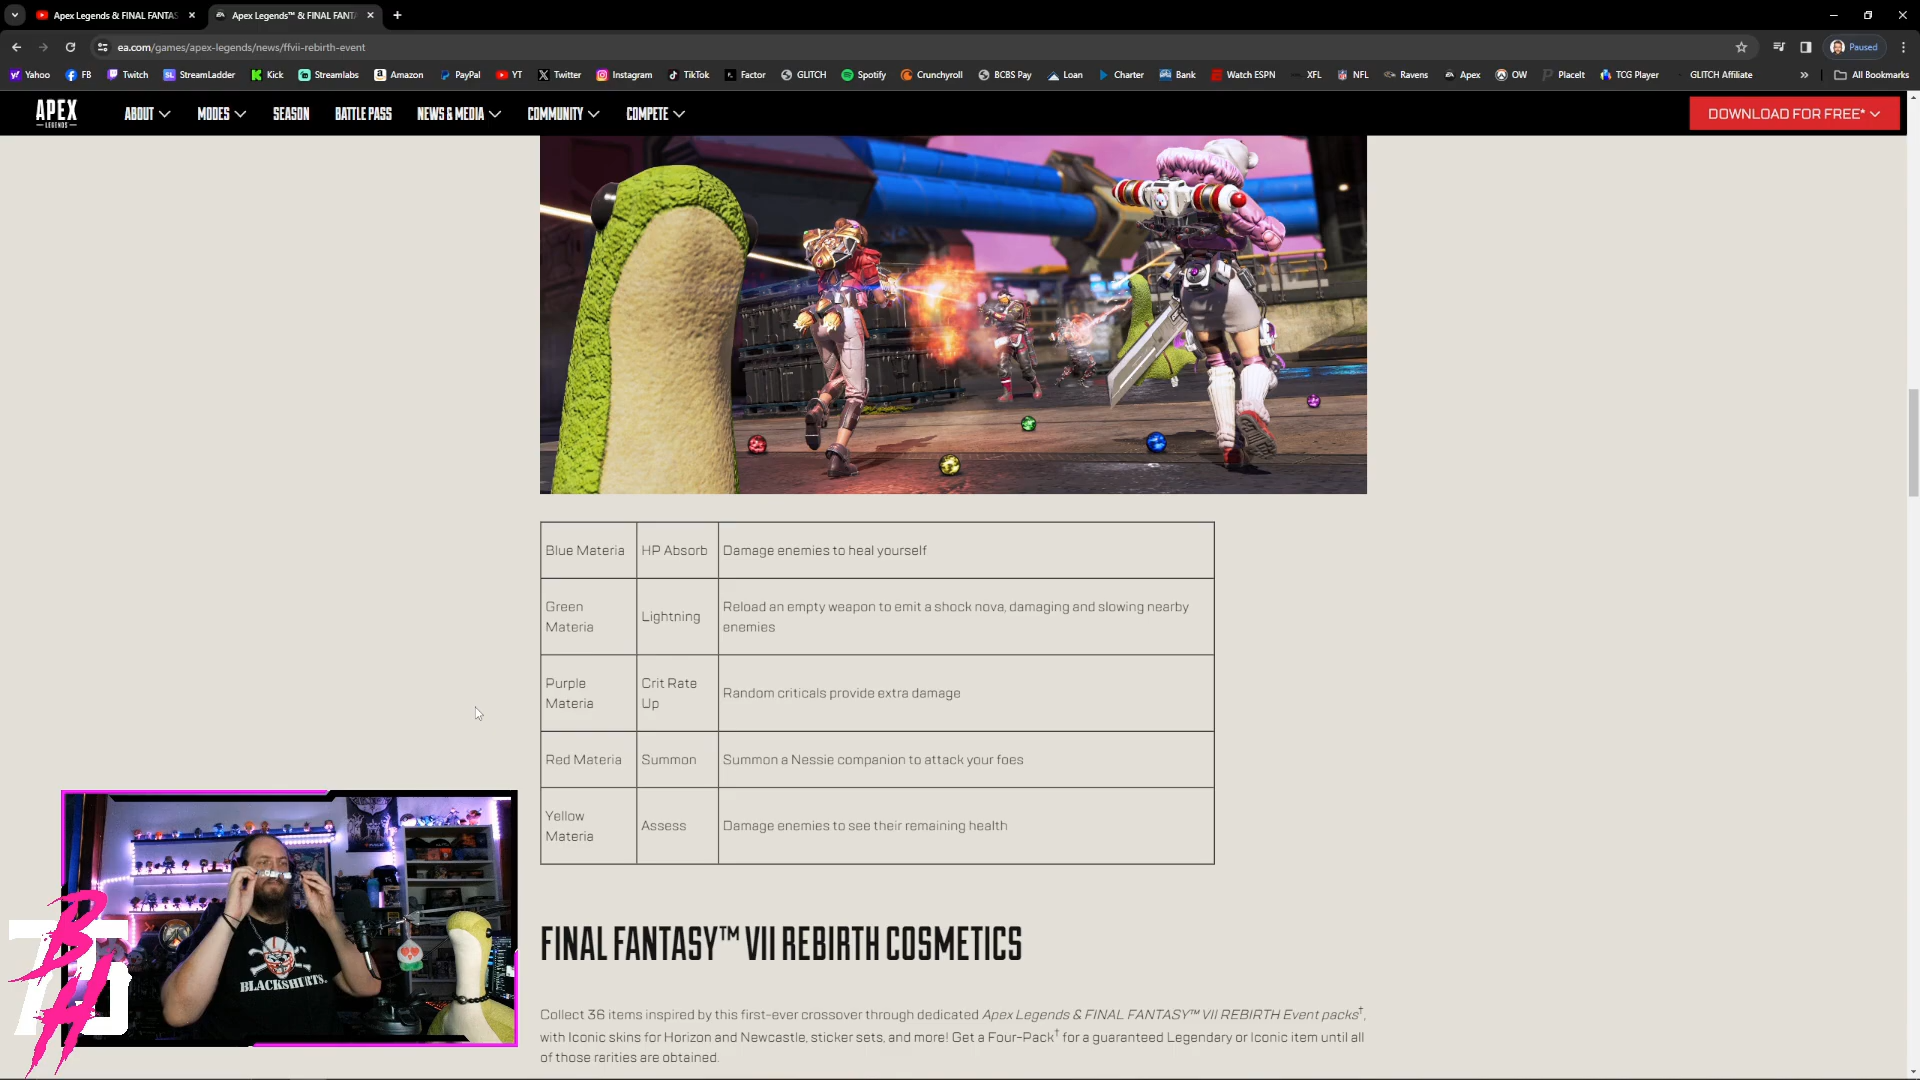 Apex Legends & FINAL FANTAS
Apex Legends™ & FINAL FANT
ea.com/games/apex-legends/news/ffvii-rebirth-event
Paused
Yahoo FB Twitch StreamLadder Kick Streamlabs Amazon PayPal YT Twitter Instagram TikTok Factor GLITCH Spotify Crunchyroll BCBS Pay Loan Charter Bank Watch ESPN XFL NFL Ravens Apex OW PlaceIt TCG Player GLITCH Affiliate » All Bookmarks
APEX
LEGENDS
ABOUT MODES SEASON BATTLE PASS NEWS & MEDIA COMMUNITY COMPETE
DOWNLOAD FOR FREE*
Blue Materia HP Absorb Damage enemies to heal yourself
Green Materia Lightning Reload an empty weapon to emit a shock nova, damaging and slowing nearby
enemies
Purple Materia Crit Rate Up Random criticals provide extra damage
Red Materia Summon Summon a Nessie companion to attack your foes
Yellow Materia Assess Damage enemies to see their remaining health
FINAL FANTASY™ VII REBIRTH COSMETICS
Collect 36 items inspired by this first-ever crossover through dedicated Apex Legends & FINAL FANTASY™ VII REBIRTH Event packs†,
with Iconic skins for Horizon and Newcastle, sticker sets, and more! Get a Four-Pack† for a guaranteed Legendary or Iconic item until all
of those rarities are obtained.
BLACKSHIRTS.
BH